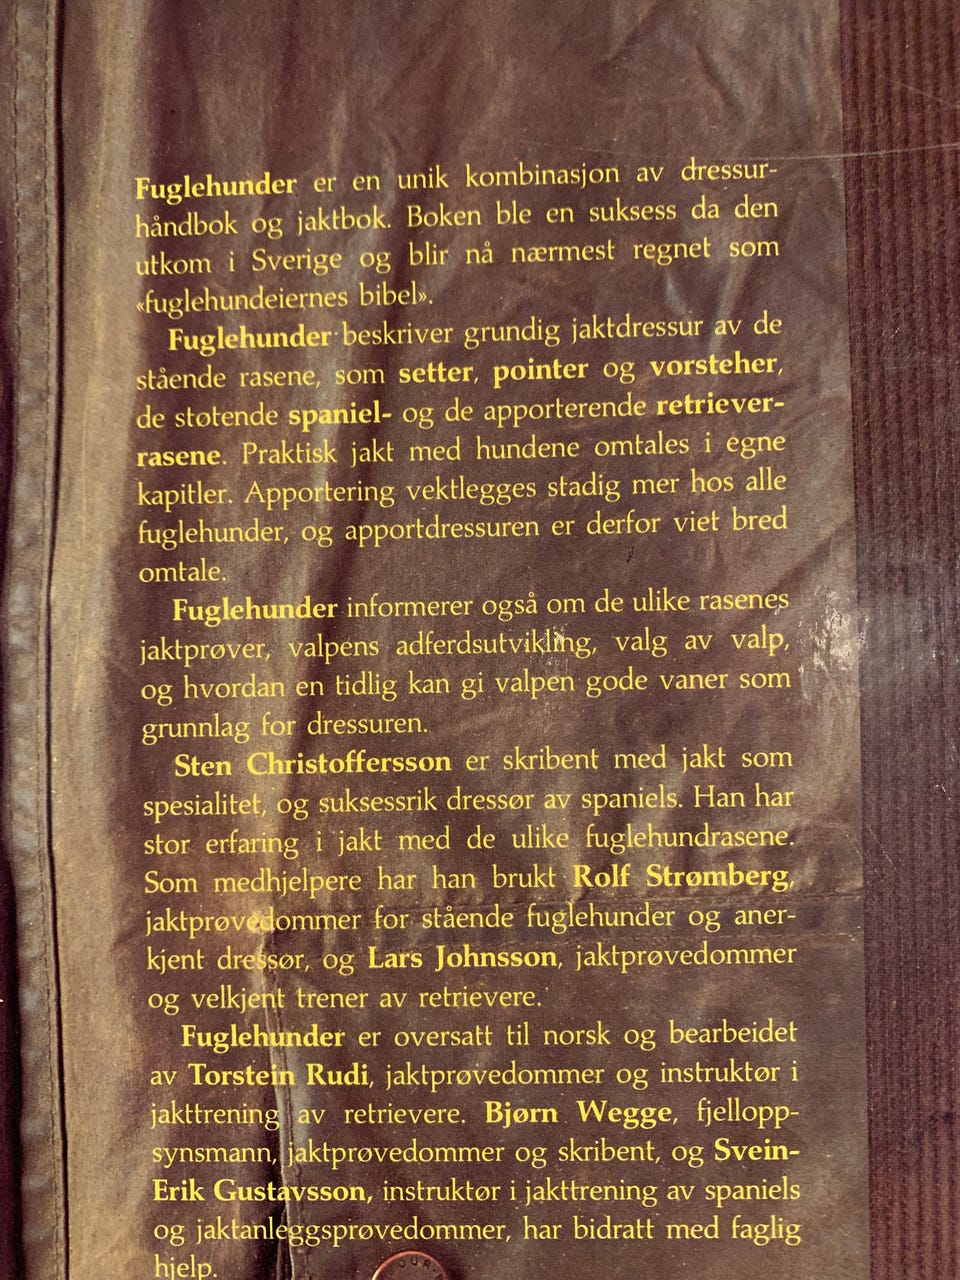 Fuglehunder er en unik kombinasjon av dressur-
håndbok og jaktbok. Boken ble en suksess da den
utkom i Sverige og blir nå nærmest regnet som
«fuglehundeiernes bibel».
Fuglehunder beskriver grundig jaktdressur av de
stående rasene, som setter, pointer og vorsteher,
de støtende spaniel- og de apporterende retriever-
rasene. Praktisk jakt med hundene omtales i egne
kapitler. Apportering vektlegges stadig mer hos alle
fuglehunder, og apportdressuren er derfor viet bred
omtale.
Fuglehunder informerer også om de ulike rasenes
jaktprøver, valpens adferdsutvikling, valg av valp,
og hvordan en tidlig kan gi valpen gode vaner som
grunnlag for dressuren.
Sten Christoffersson er skribent med jakt som
spesialitet, og suksessrik dressør av spaniels. Han har
stor erfaring i jakt med de ulike fuglehundrasene.
Som medhjelpere har han brukt Rolf Strømberg,
jaktprøvedommer for stående fuglehunder og aner-
kjent dressør, og Lars Johnsson, jaktprøvedommer
og velkjent trener av retrievere.
Fuglehunder er oversatt til norsk og bearbeidet
av Torstein Rudi, jaktprøvedommer og instruktør i
jakttrening av retrievere. Bjørn Wegge, fjellopp-
synsmann, jaktprøvedommer og skribent, og Svein-
Erik Gustavsson, instruktør i jakttrening av spaniels
og jaktanleggsprøvedommer, har bidratt med faglig
hjelp.